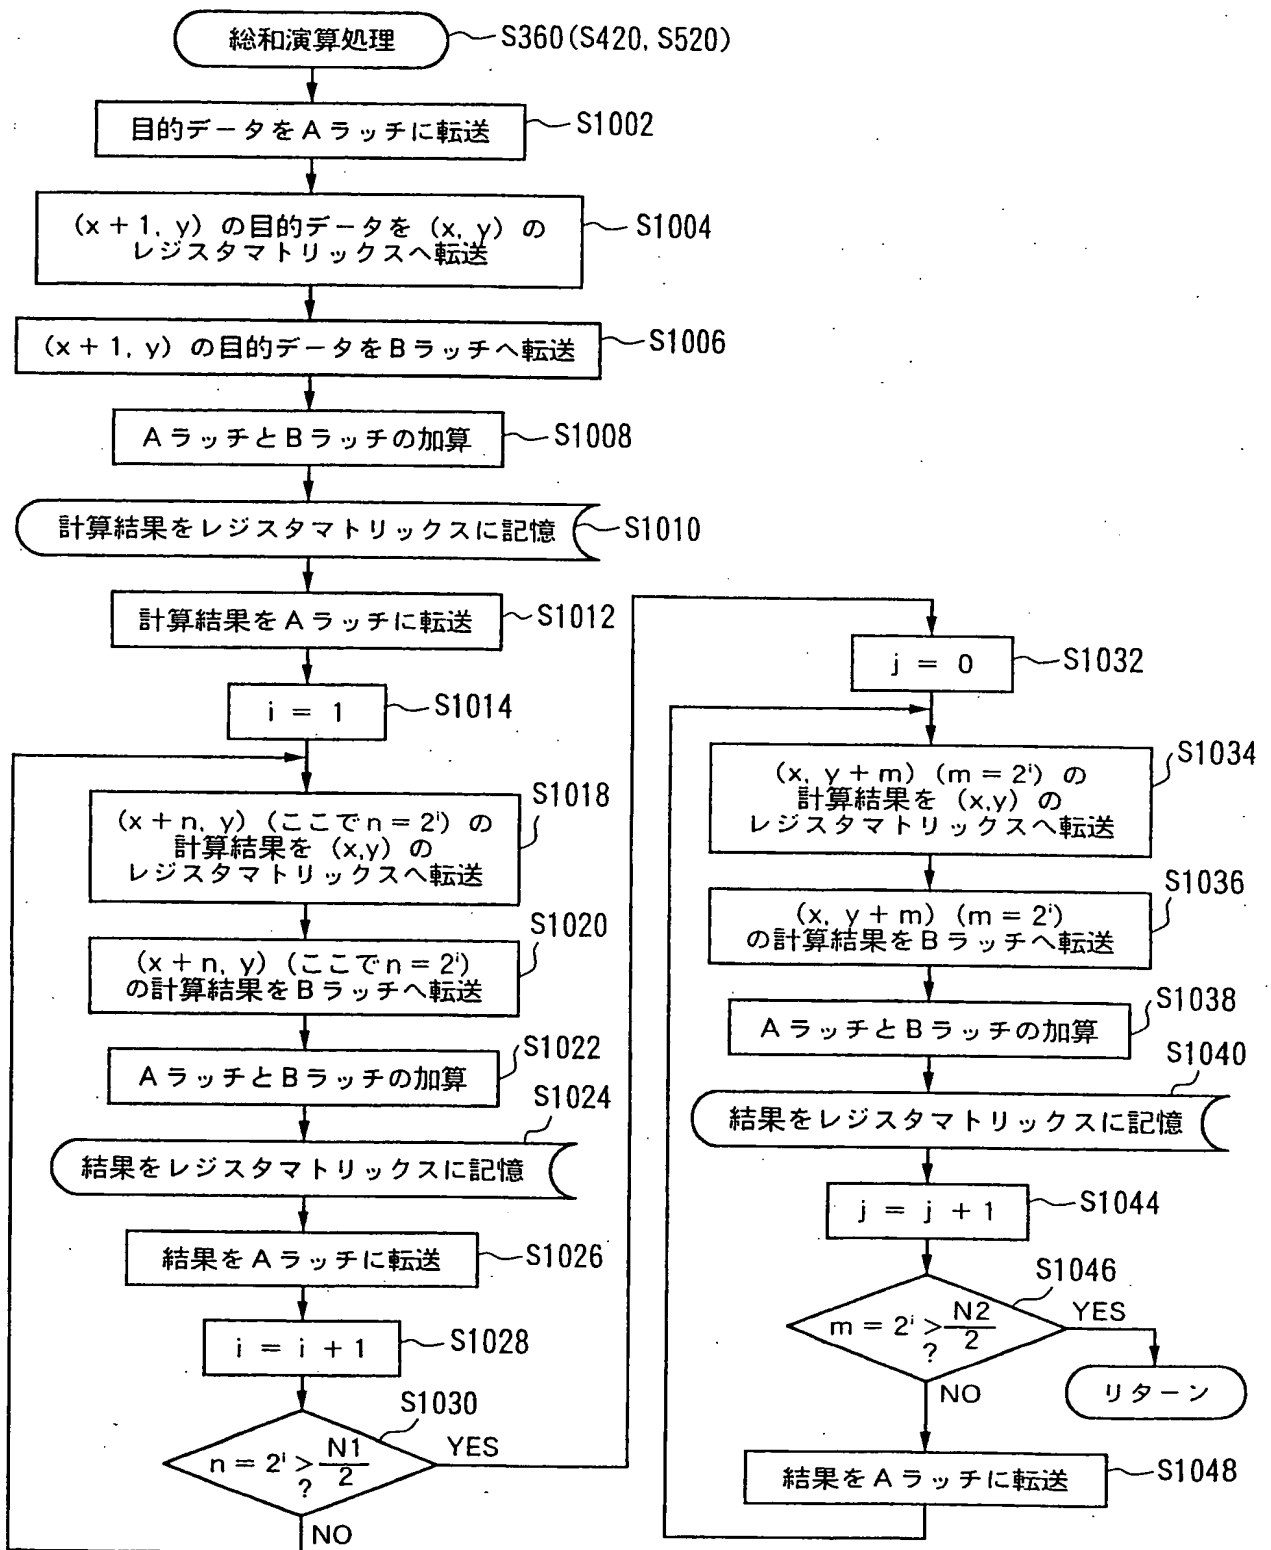 総和演算処理
S360(S420, S520)
目的データをAラッチに転送
S1002
(x + 1, y) の目的データを (x, y) の
レジスタマトリックスへ転送
S1004
(x + 1, y) の目的データをBラッチへ転送
S1006
AラッチとBラッチの加算
S1008
計算結果をレジスタマトリックスに記憶
S1010
計算結果をAラッチに転送
S1012
i = 1
S1014
(x + n, y) (ここでn = 2^i) の
計算結果を (x,y) の
レジスタマトリックスへ転送
S1018
(x + n, y) (ここでn = 2^i)
の計算結果をBラッチへ転送
S1020
AラッチとBラッチの加算
S1022
結果をレジスタマトリックスに記憶
S1024
結果をAラッチに転送
S1026
i = i + 1
S1028
n = 2^i > N1/2
?
S1030
YES
NO
j = 0
S1032
(x, y + m) (m = 2^i) の
計算結果を (x,y) の
レジスタマトリックスへ転送
S1034
(x, y + m) (m = 2^i)
の計算結果をBラッチへ転送
S1036
AラッチとBラッチの加算
S1038
結果をレジスタマトリックスに記憶
S1040
j = j + 1
S1044
m = 2^i > N2/2
?
S1046
YES
リターン
NO
結果をAラッチに転送
S1048